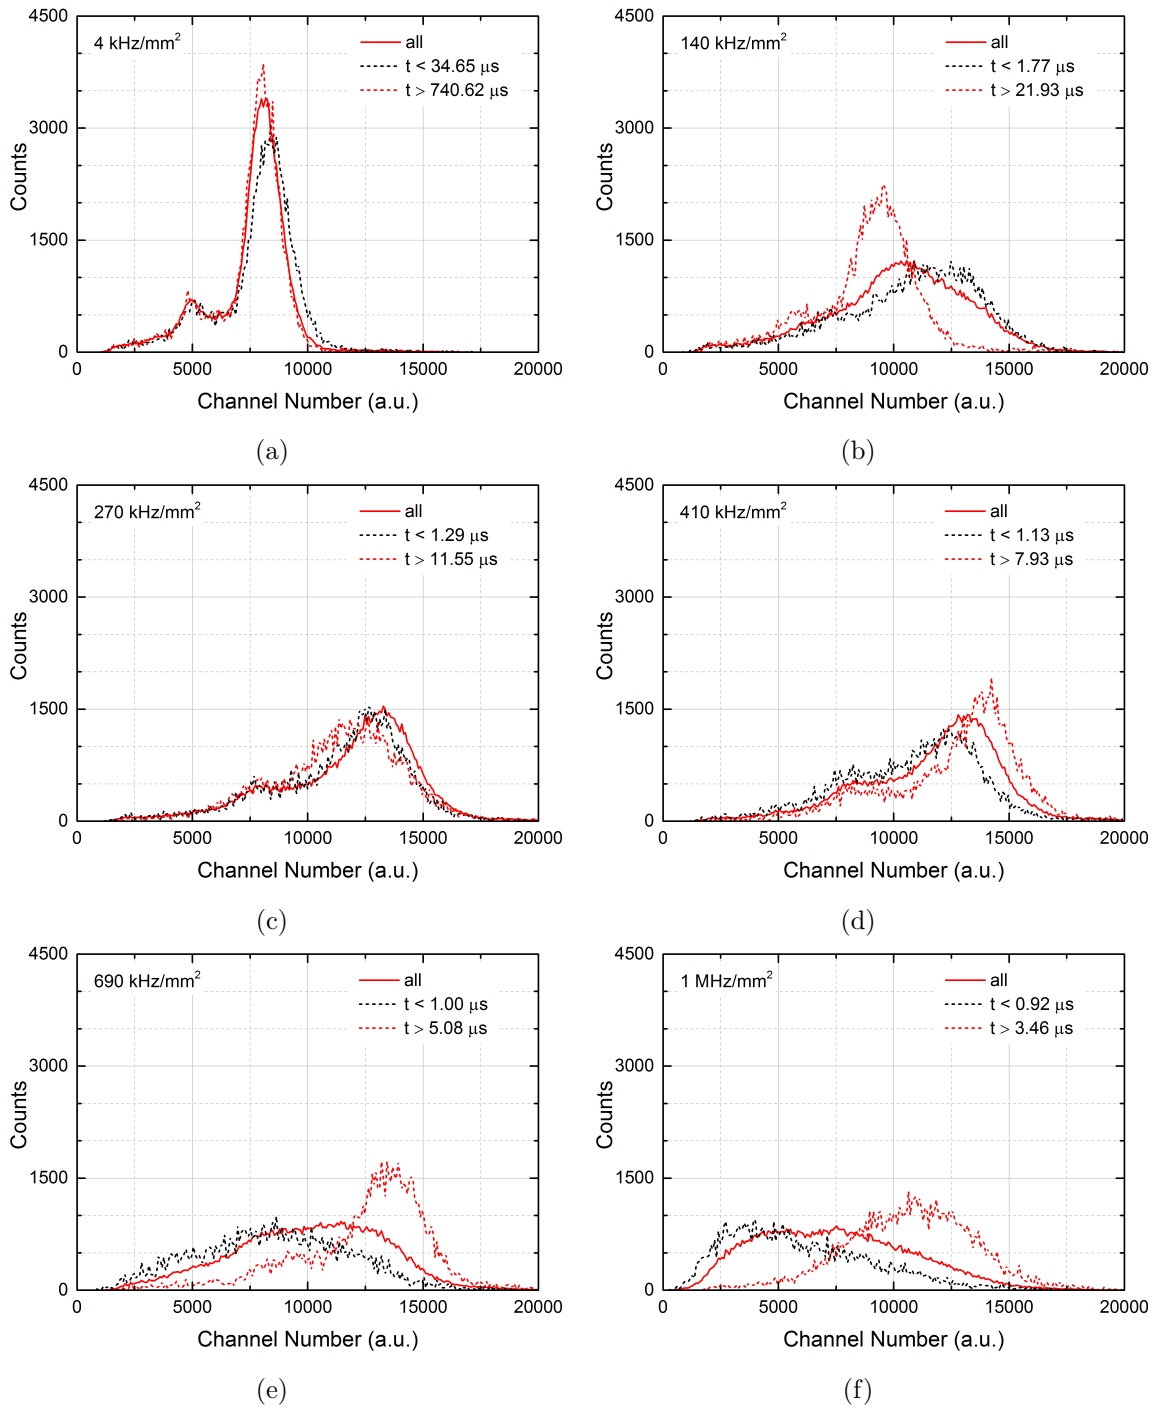 4500
3000
1500
0
Counts
4 kHz/mm²
all
t < 34.65 μs
t > 740.62 μs
0 5000 10000 15000 20000
Channel Number (a.u.)
(a)
4500
3000
1500
0
Counts
140 kHz/mm²
all
t < 1.77 μs
t > 21.93 μs
0 5000 10000 15000 20000
Channel Number (a.u.)
(b)
4500
3000
1500
0
Counts
270 kHz/mm²
all
t < 1.29 μs
t > 11.55 μs
0 5000 10000 15000 20000
Channel Number (a.u.)
(c)
4500
3000
1500
0
Counts
410 kHz/mm²
all
t < 1.13 μs
t > 7.93 μs
0 5000 10000 15000 20000
Channel Number (a.u.)
(d)
4500
3000
1500
0
Counts
690 kHz/mm²
all
t < 1.00 μs
t > 5.08 μs
0 5000 10000 15000 20000
Channel Number (a.u.)
(e)
4500
3000
1500
0
Counts
1 MHz/mm²
all
t < 0.92 μs
t > 3.46 μs
0 5000 10000 15000 20000
Channel Number (a.u.)
(f)